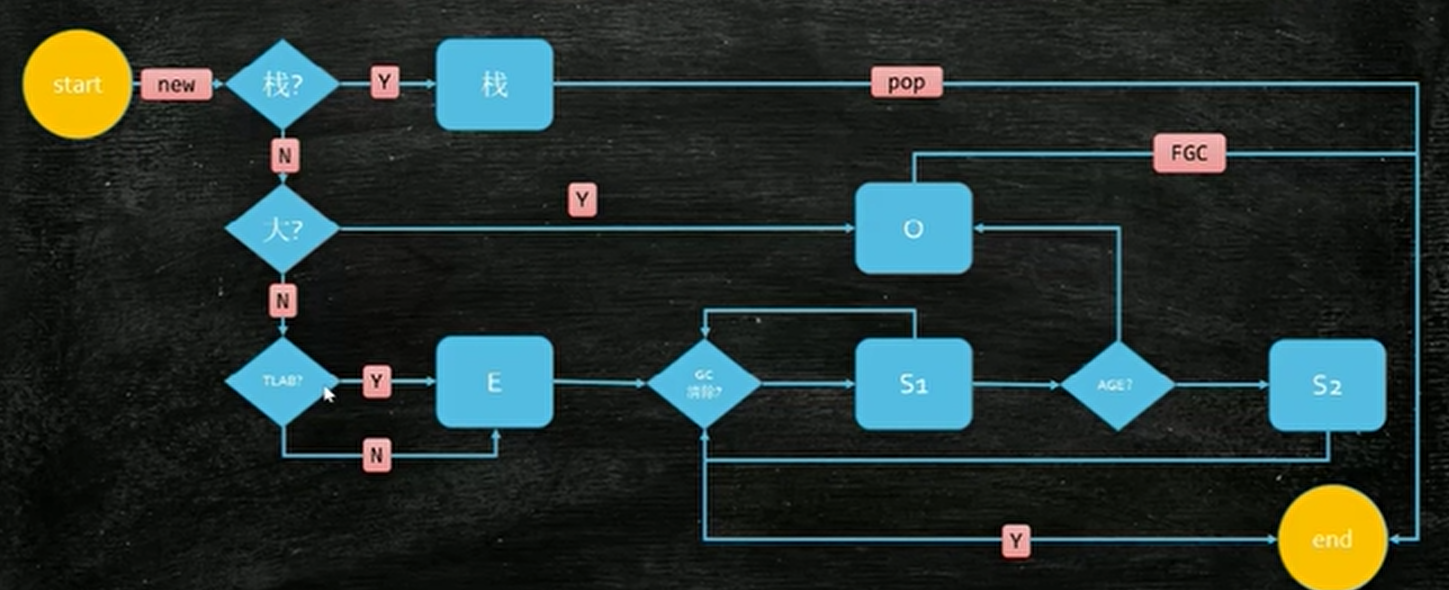 start
new
栈?
Y
栈
pop
N
FGC
大?
Y
O
N
TLAB?
Y
E
GC
清除?
S1
AGE?
S2
N
Y
end